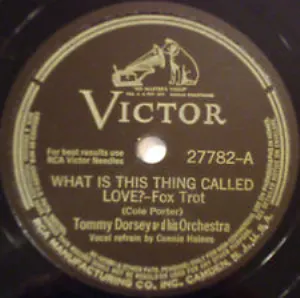 "HIS MASTER'S VOICE"
VICTOR
For best results use
RCA Victor Needles
27782-A
WHAT IS THIS THING CALLED
LOVE?-Fox Trot
(Cole Porter)
Tommy Dorsey and his Orchestra
Vocal refrain by Connie Haines
RCA MANUFACTURING CO. INC., CAMDEN, N.J., U.S.A.